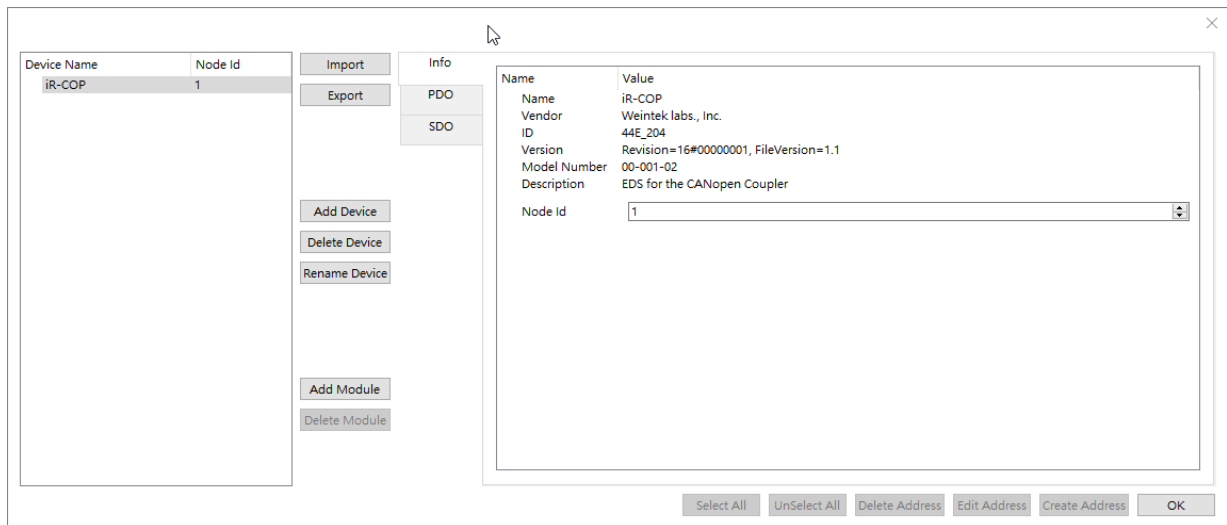 Device Name Node Id
iR-COP 1
Import
Export
Add Device
Delete Device
Rename Device
Add Module
Delete Module
Info
PDO
SDO
Name Value
Name iR-COP
Vendor Weintek labs., Inc.
ID 44E_204
Version Revision=16#00000001, FileVersion=1.1
Model Number 00-001-02
Description EDS for the CANopen Coupler
Node Id 1
Select All UnSelect All Delete Address Edit Address Create Address OK